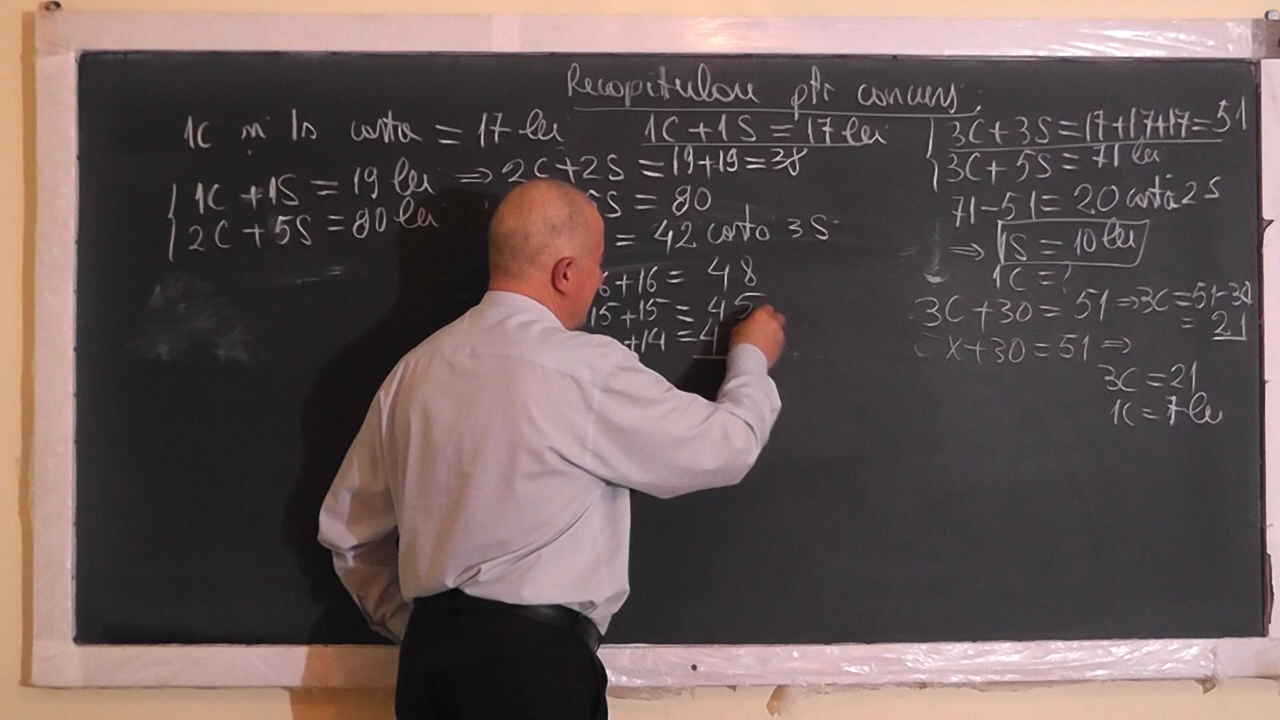 Recapitulare ptr concurs
1C și 1s costa = 17 lei
1C + 1S = 19 lei ⇒ 2C + 2S = 19+19=38
2C + 5S = 80 lei
S = 80
= 42 costa 3S
6+16 = 48
15+15 = 45
+14 = 4
1C + 1S = 17 lei
3C+3S=17+17+17=51
3C+5S = 71 lei
71-51 = 20 costă 2S
⇒ 1S = 10 lei
1C = ?
3C+30 = 51 ⇒ 3C = 51-30
= 21
x+30=51 ⇒
3C = 21
1C = 7 lei